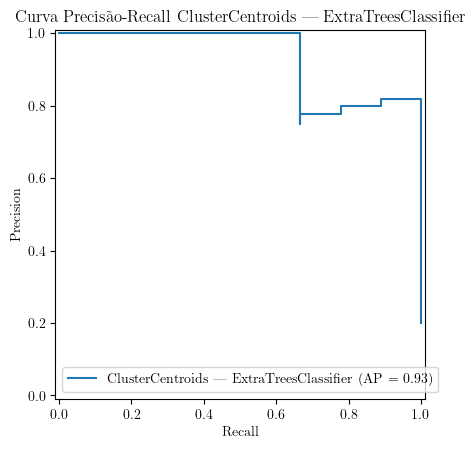 Curva Precisão-Recall ClusterCentroids — ExtraTreesClassifier
1.0
0.8
0.6
0.4
0.2
0.0
Precision
ClusterCentroids — ExtraTreesClassifier (AP = 0.93)
0.0 0.2 0.4 0.6 0.8 1.0
Recall